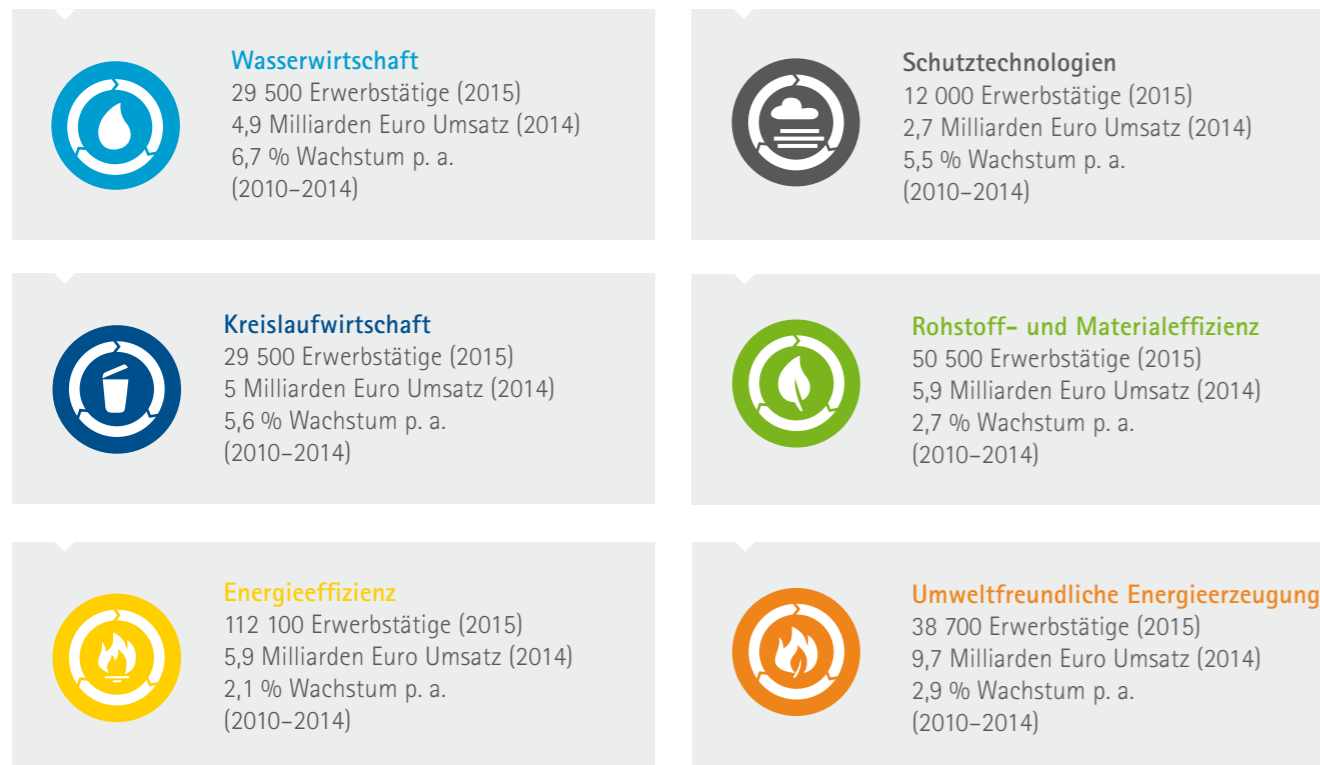 Wasserwirtschaft
29 500 Erwerbstätige (2015)
4,9 Milliarden Euro Umsatz (2014)
6,7 % Wachstum p. a.
(2010–2014)
Schutztechnologien
12 000 Erwerbstätige (2015)
2,7 Milliarden Euro Umsatz (2014)
5,5 % Wachstum p. a.
(2010–2014)
Kreislaufwirtschaft
29 500 Erwerbstätige (2015)
5 Milliarden Euro Umsatz (2014)
5,6 % Wachstum p. a.
(2010–2014)
Rohstoff- und Materialeffizienz
50 500 Erwerbstätige (2015)
5,9 Milliarden Euro Umsatz (2014)
2,7 % Wachstum p. a.
(2010–2014)
Energieeffizienz
112 100 Erwerbstätige (2015)
5,9 Milliarden Euro Umsatz (2014)
2,1 % Wachstum p. a.
(2010–2014)
Umweltfreundliche Energieerzeugung
38 700 Erwerbstätige (2015)
9,7 Milliarden Euro Umsatz (2014)
2,9 % Wachstum p. a.
(2010–2014)